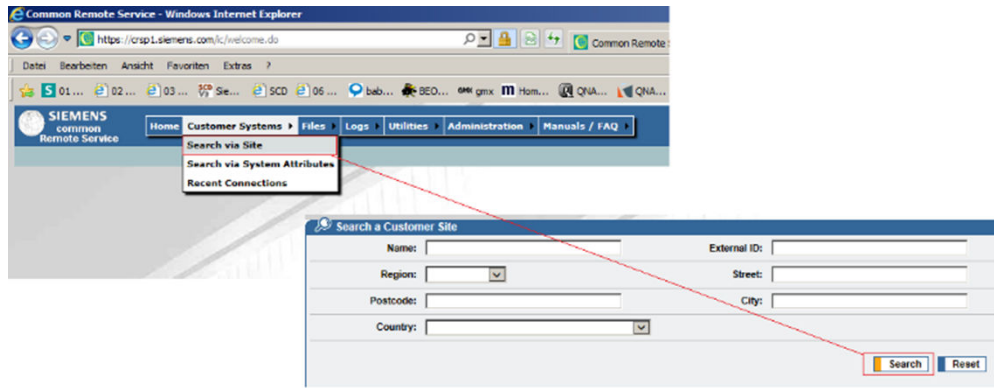 Common Remote Service - Windows Internet Explorer
https://crsp1.siemens.com/lc/welcome.do
Common Remote
Datei Bearbeiten Ansicht Favoriten Extras ?
S 01 ... 02 ... 03 ... SCD Sie... SCD 06 ... bab... BEO... GMX gmx m Hom... QNA... QNA...
SIEMENS
common
Remote Service
Home Customer Systems Files Logs Utilities Administration Manuals / FAQ
Search via Site
Search via System Attributes
Recent Connections
Search a Customer Site
Name: External ID:
Region: Street:
Postcode: City:
Country:
Search Reset